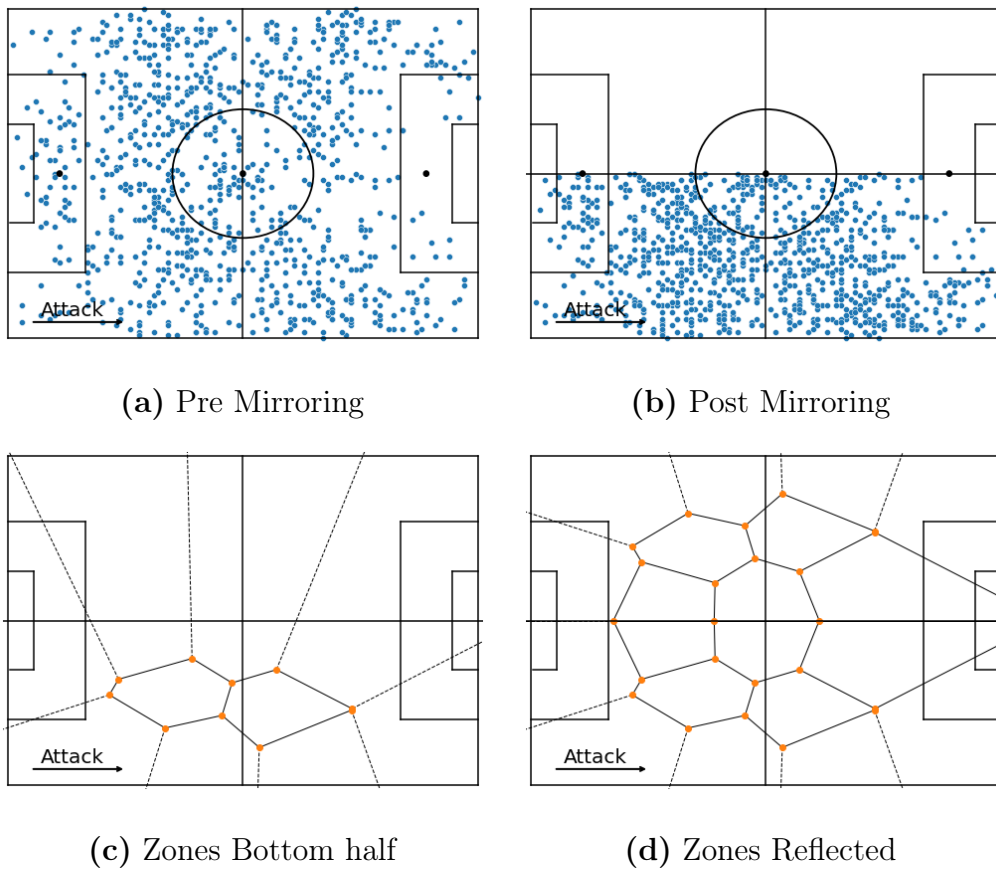 Attack
Attack
(a) Pre Mirroring
(b) Post Mirroring
Attack
Attack
(c) Zones Bottom half
(d) Zones Reflected